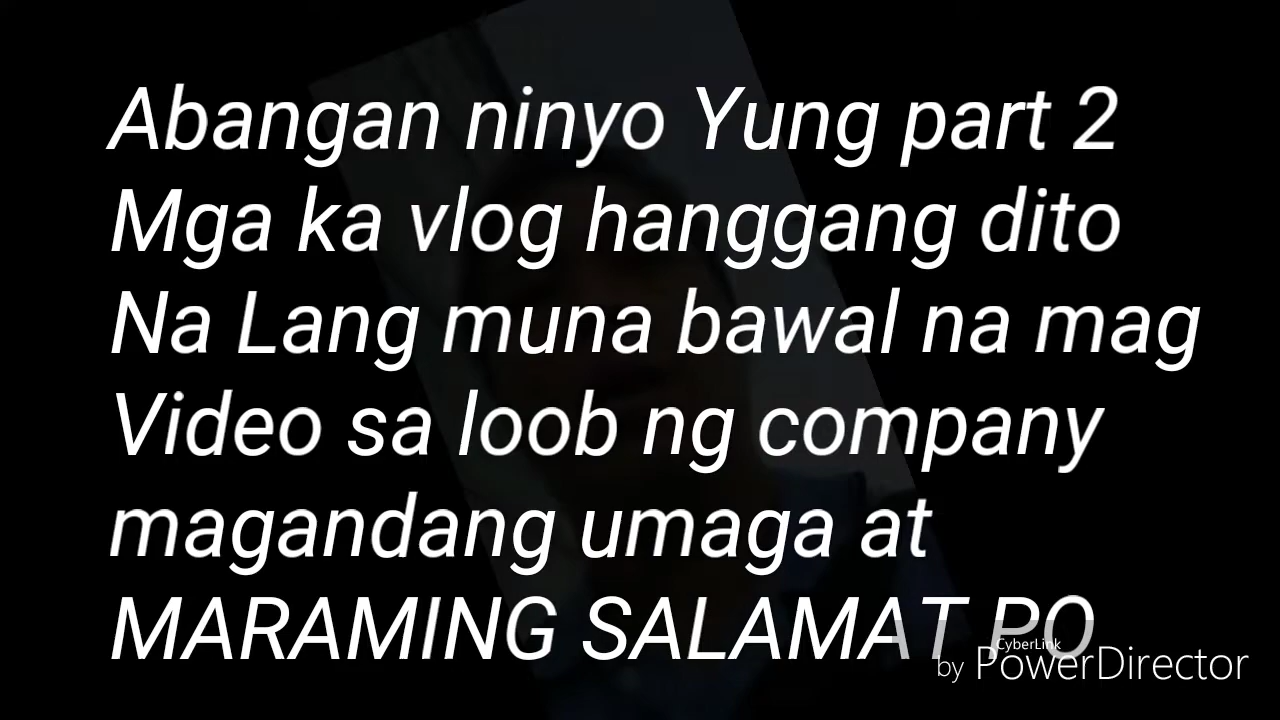 Abangan ninyo Yung part 2
Mga ka vlog hanggang dito
Na Lang muna bawal na mag
Video sa loob ng company
magandang umaga at
MARAMING SALAMAT PO
CyberLink
by PowerDirector